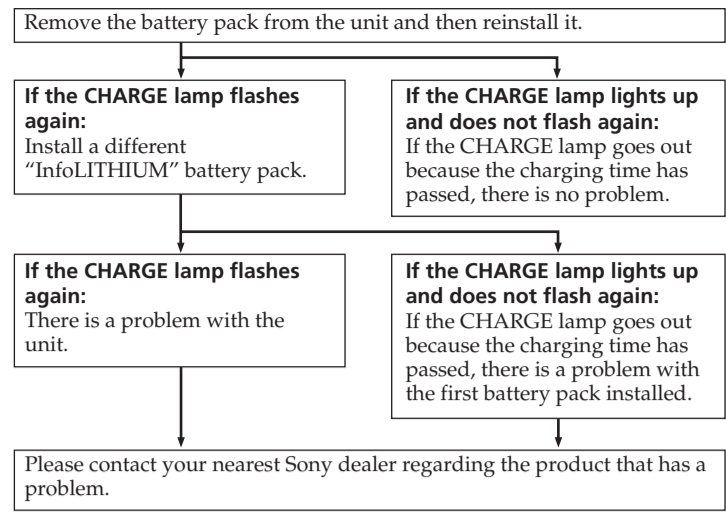 Remove the battery pack from the unit and then reinstall it.
If the CHARGE lamp flashes
again:
Install a different
“InfoLITHIUM” battery pack.
If the CHARGE lamp lights up
and does not flash again:
If the CHARGE lamp goes out
because the charging time has
passed, there is no problem.
If the CHARGE lamp flashes
again:
There is a problem with the
unit.
If the CHARGE lamp lights up
and does not flash again:
If the CHARGE lamp goes out
because the charging time has
passed, there is a problem with
the first battery pack installed.
Please contact your nearest Sony dealer regarding the product that has a
problem.